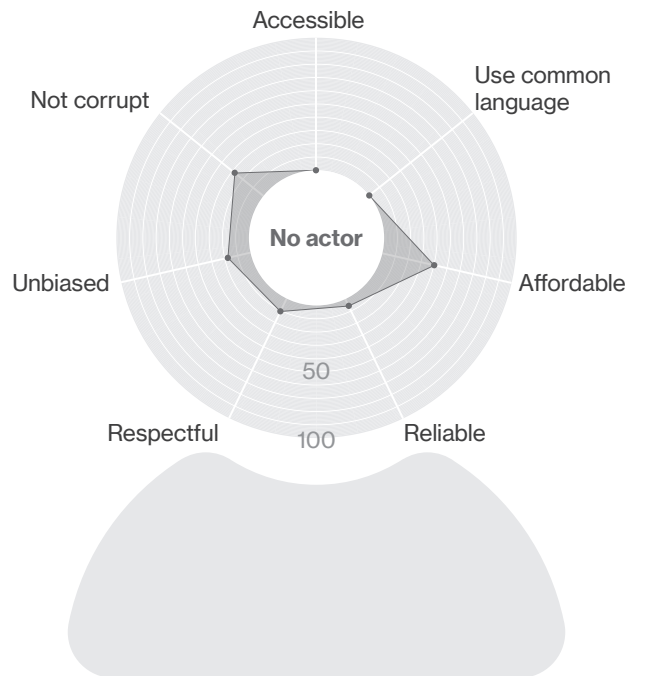 Accessible
Use common
language
Not corrupt
No actor
Unbiased
Affordable
50
Respectful
100
Reliable